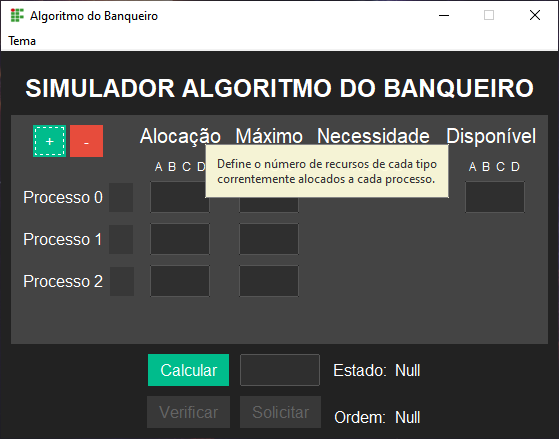 Algoritmo do Banqueiro
Tema
SIMULADOR ALGORITMO DO BANQUEIRO
+ - Alocação Máximo Necessidade Disponível
A B C D A B C D
Define o número de recursos de cada tipo
correntemente alocados a cada processo.
Processo 0
Processo 1
Processo 2
Calcular Estado: Null
Verificar Solicitar Ordem: Null